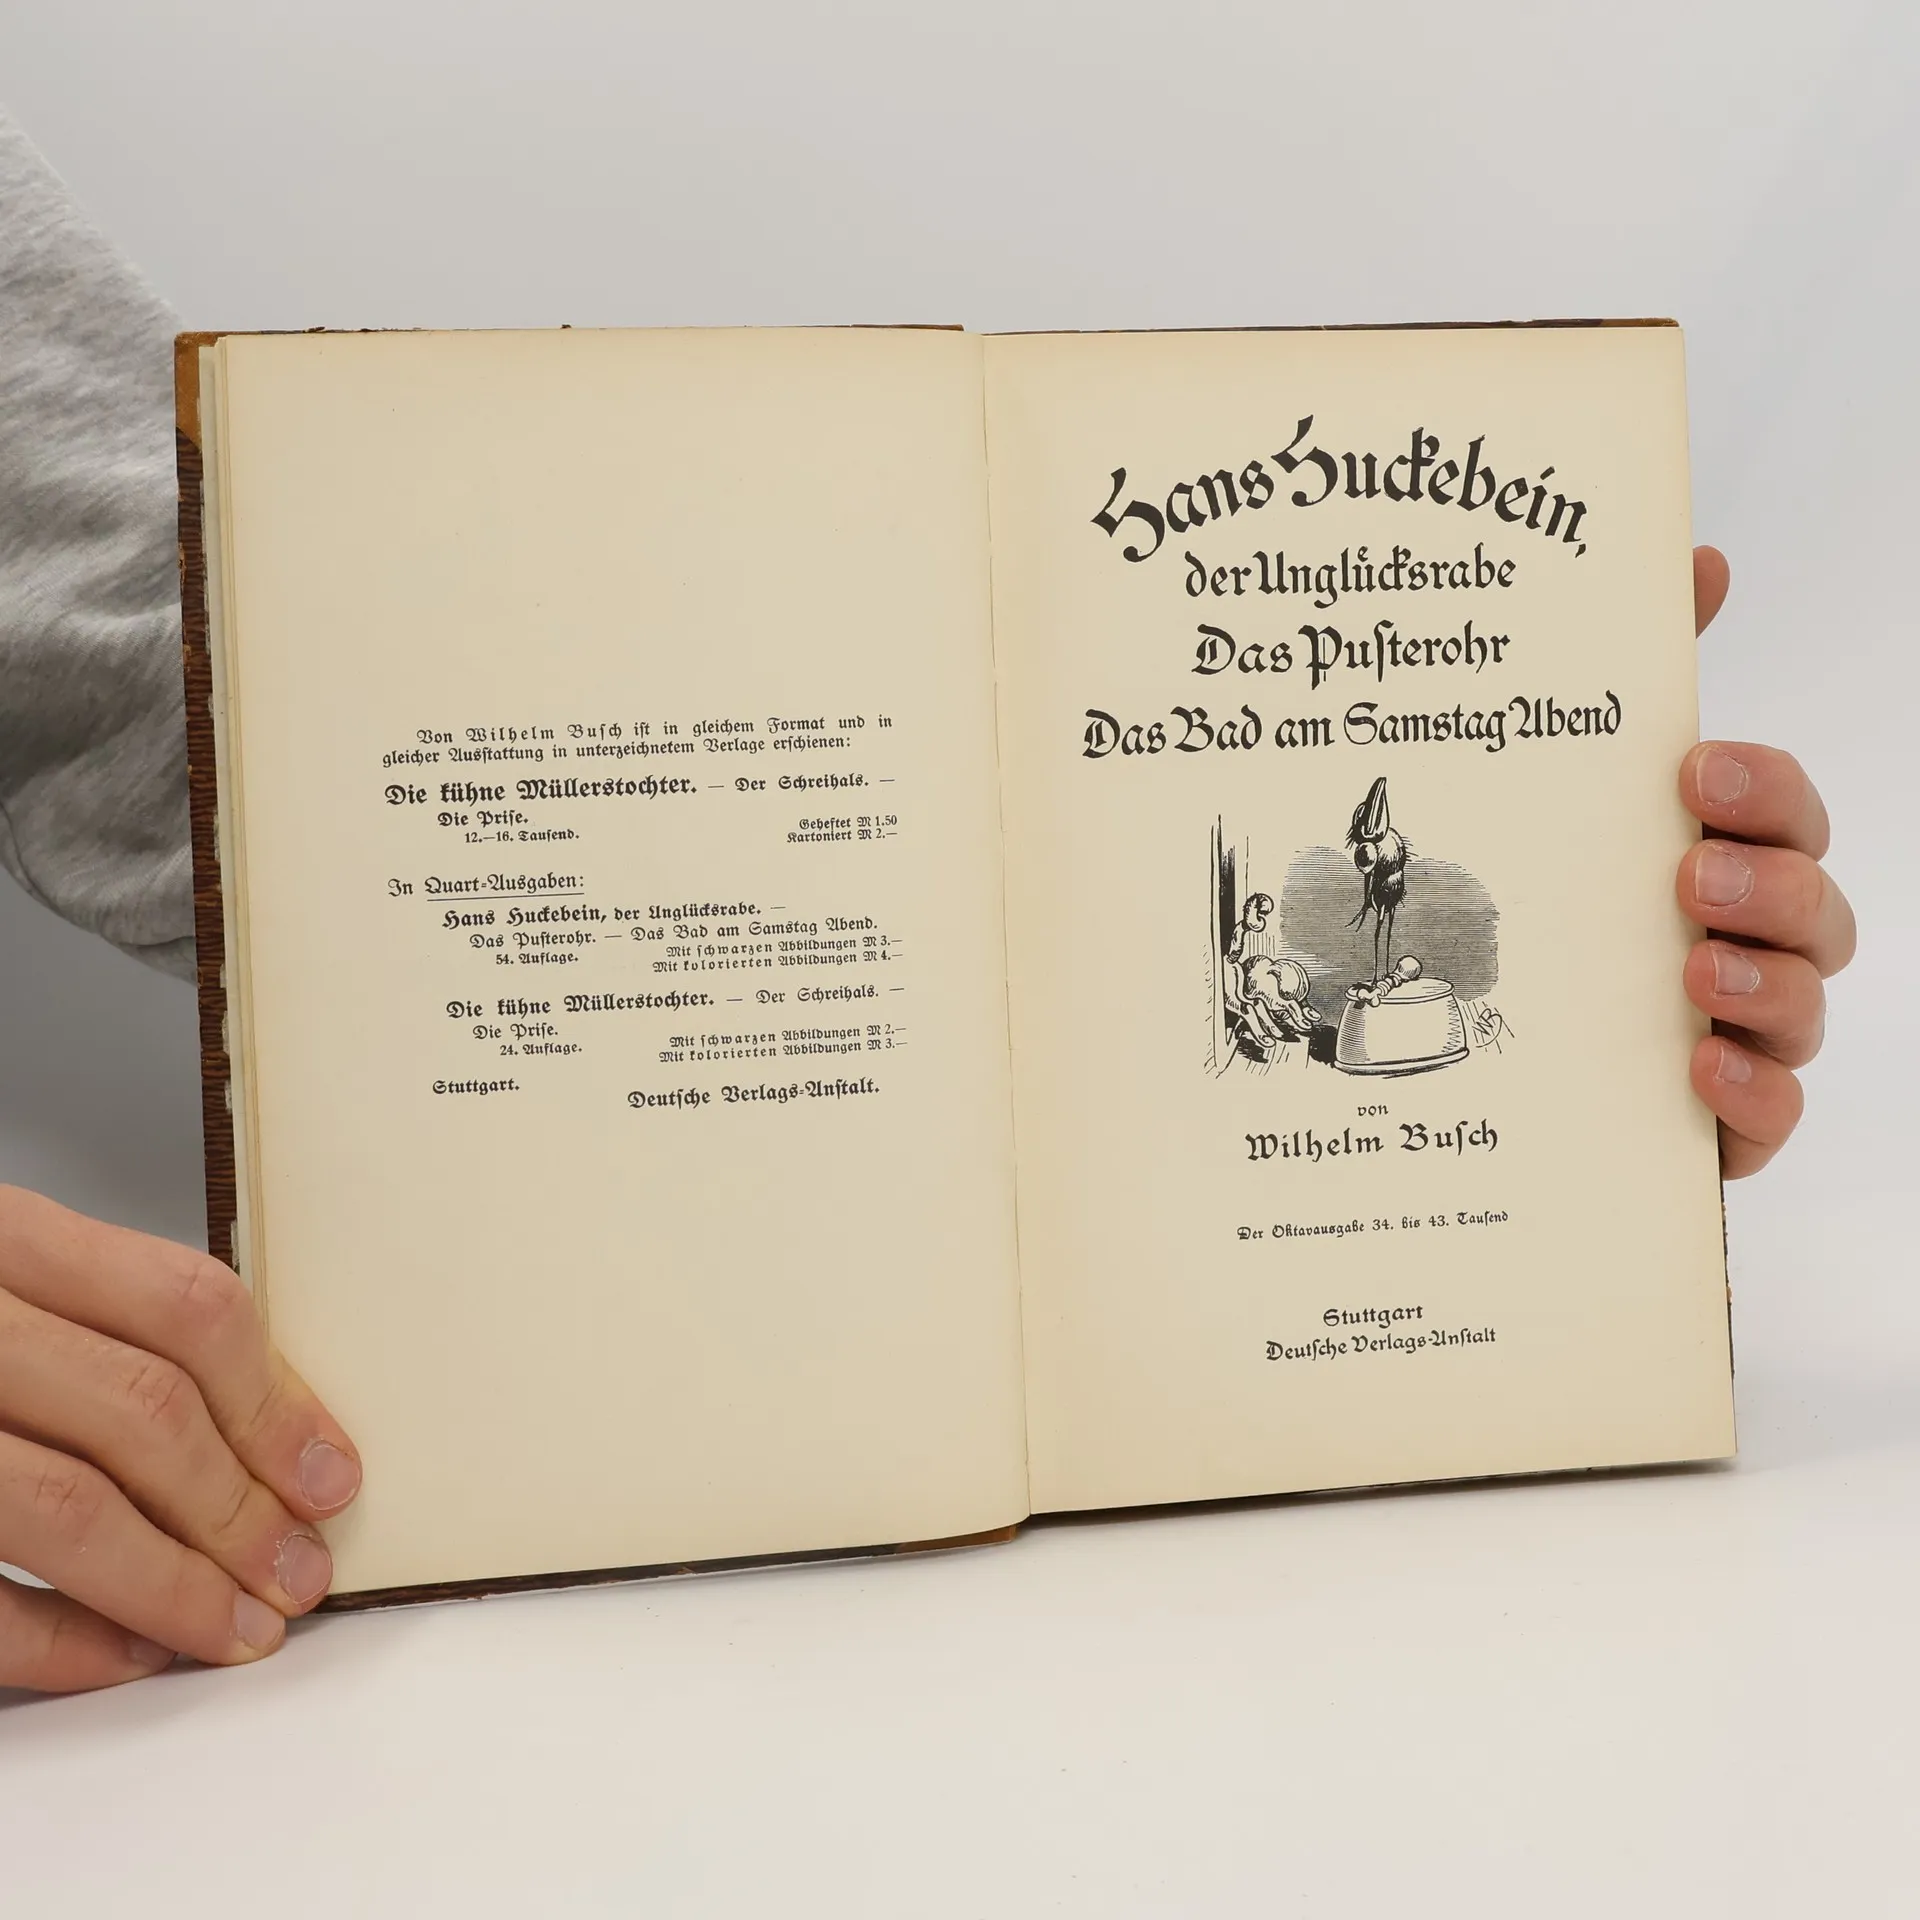 Von Wilhelm Buſch iſt in gleichem Format und in
gleicher Ausſtattung in unterzeichnetem Verlage erſchienen:
Die kühne Müllerstochter. — Der Schreihals. —
Die Priſe.
12.—16. Tauſend.
Geheftet M 1.50
Kartoniert M 2.—
In Quart-Ausgaben:
Hans Huckebein, der Unglücksrabe. —
Das Puſterohr. — Das Bad am Samstag Abend.
54. Auflage.
Mit ſchwarzen Abbildungen M 3.—
Mit kolorierten Abbildungen M 4.—
Die kühne Müllerstochter. — Der Schreihals. —
Die Priſe.
24. Auflage.
Mit ſchwarzen Abbildungen M 2.—
Mit kolorierten Abbildungen M 3.—
Stuttgart.
Deutſche Verlags-Anſtalt.
Hans Huckebein,
der Unglücksrabe
Das Puſterohr
Das Bad am Samstag Abend
WB
von
Wilhelm Buſch
Der Oktavausgabe 34. bis 43. Tauſend
Stuttgart
Deutſche Verlags-Anſtalt